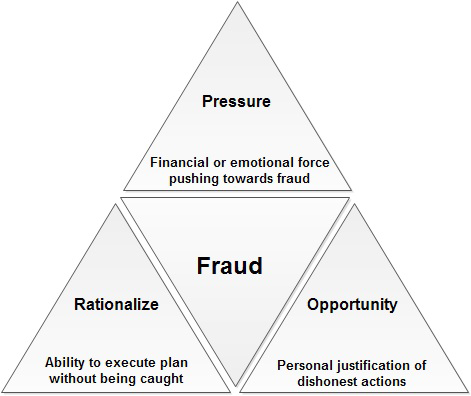 Pressure
Financial or emotional force
pushing towards fraud
Fraud
Rationalize
Ability to execute plan
without being caught
Opportunity
Personal justification of
dishonest actions